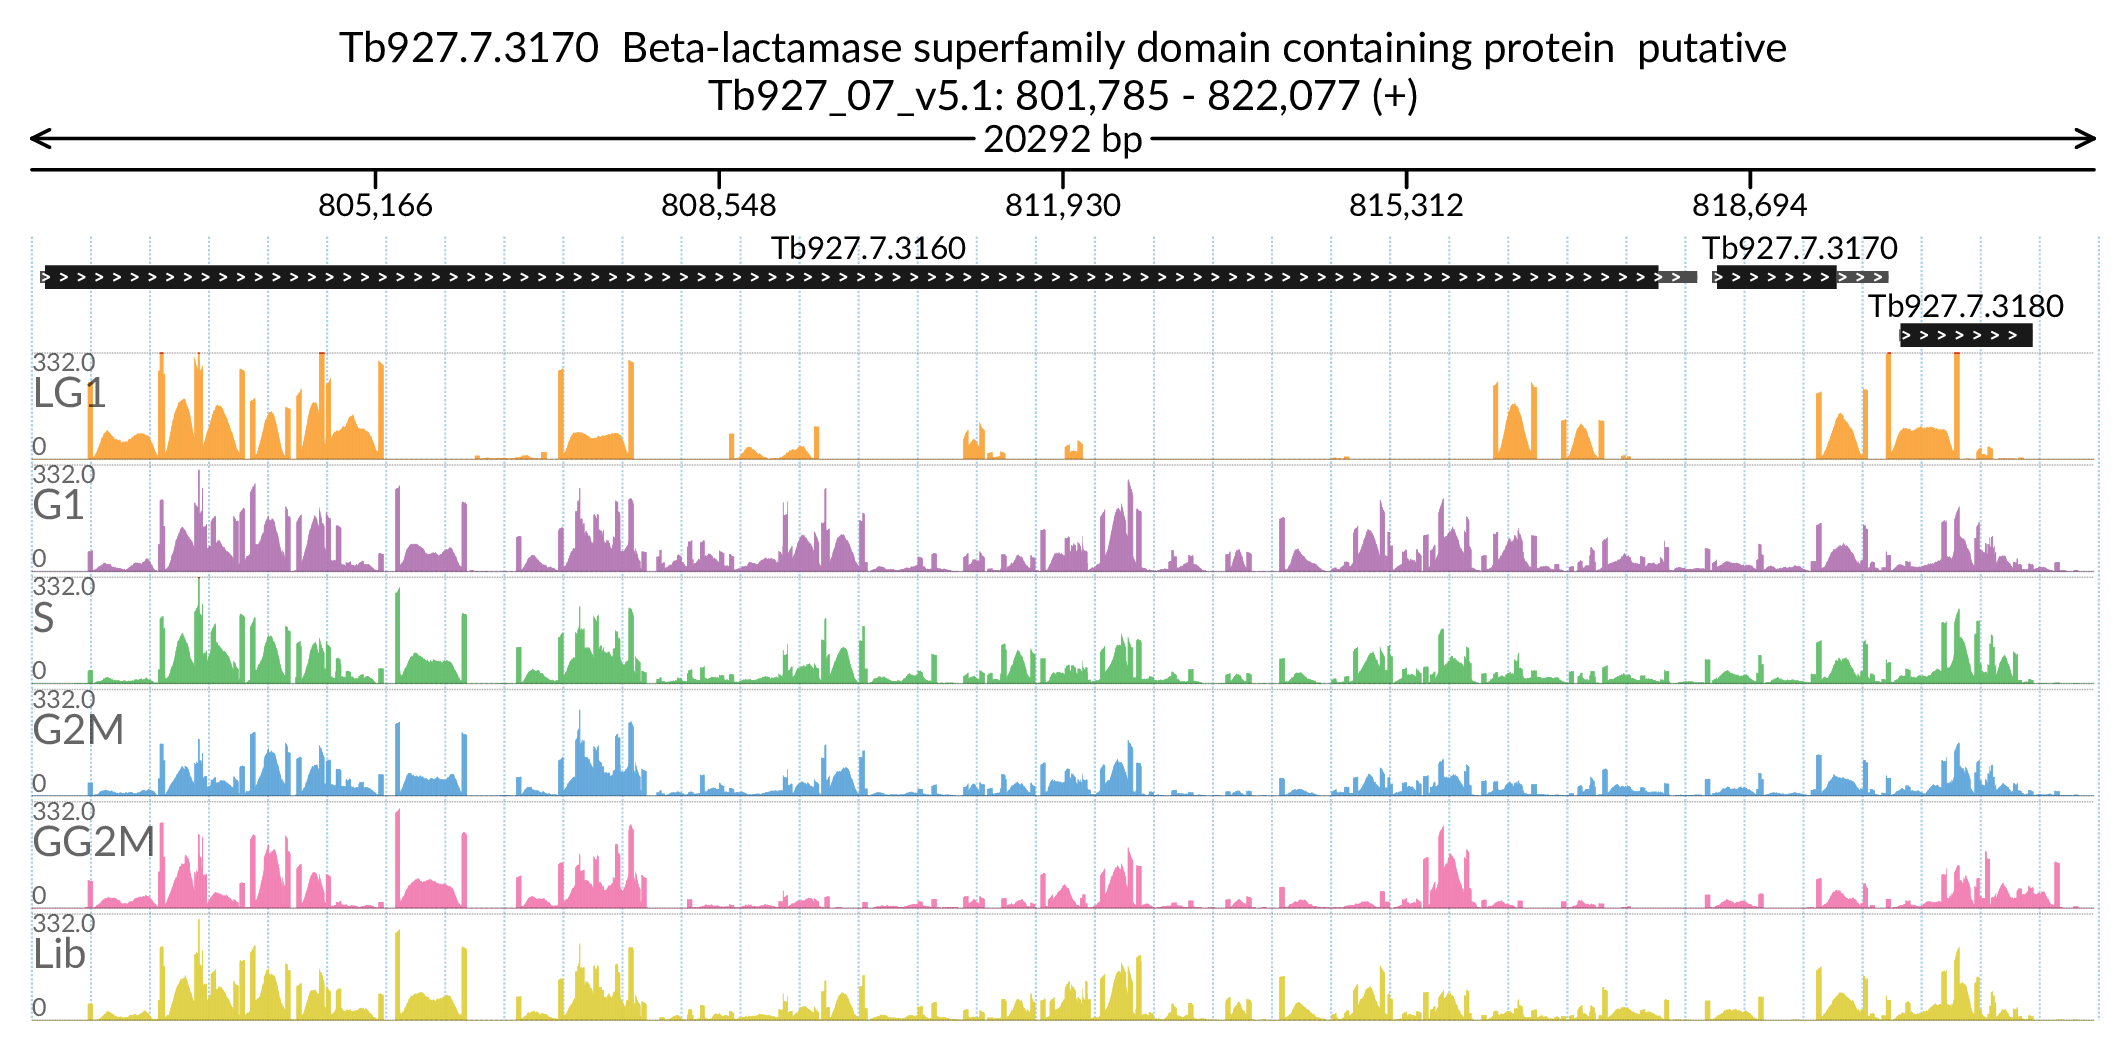 Tb927.7.3170  Beta-lactamase superfamily domain containing protein  putative
Tb927_07_v5.1: 801,785 - 822,077 (+)
20292 bp
805,166 808,548 811,930 815,312 818,694
Tb927.7.3160 Tb927.7.3170
Tb927.7.3180
332.0
LG1
0
332.0
G1
0
332.0
S
0
332.0
G2M
0
332.0
GG2M
0
332.0
Lib
0